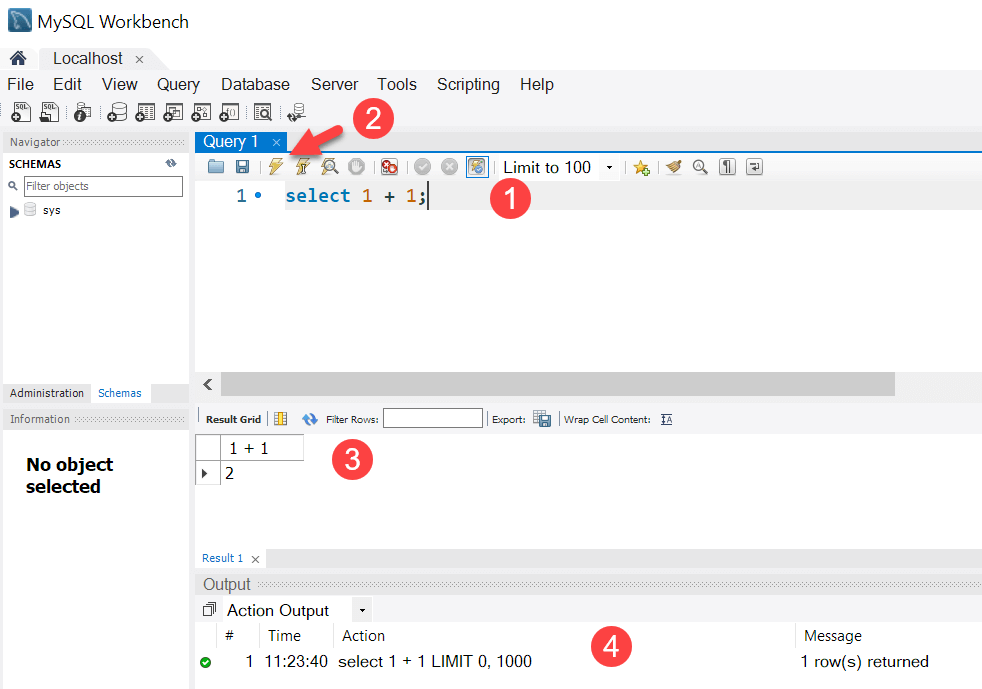 MySQL Workbench
Localhost ×
File Edit View Query Database Server Tools Scripting Help
2
Navigator
Query 1 ×
SCHEMAS
Limit to 100
Filter objects
1
select 1 + 1;
1
sys
Administration Schemas
Information
Result Grid Filter Rows: Export: Wrap Cell Content:
1 + 1
2
3
No object
selected
Result 1 ×
Output
Action Output
# Time Action Message
4
1 11:23:40 select 1 + 1 LIMIT 0, 1000 1 row(s) returned